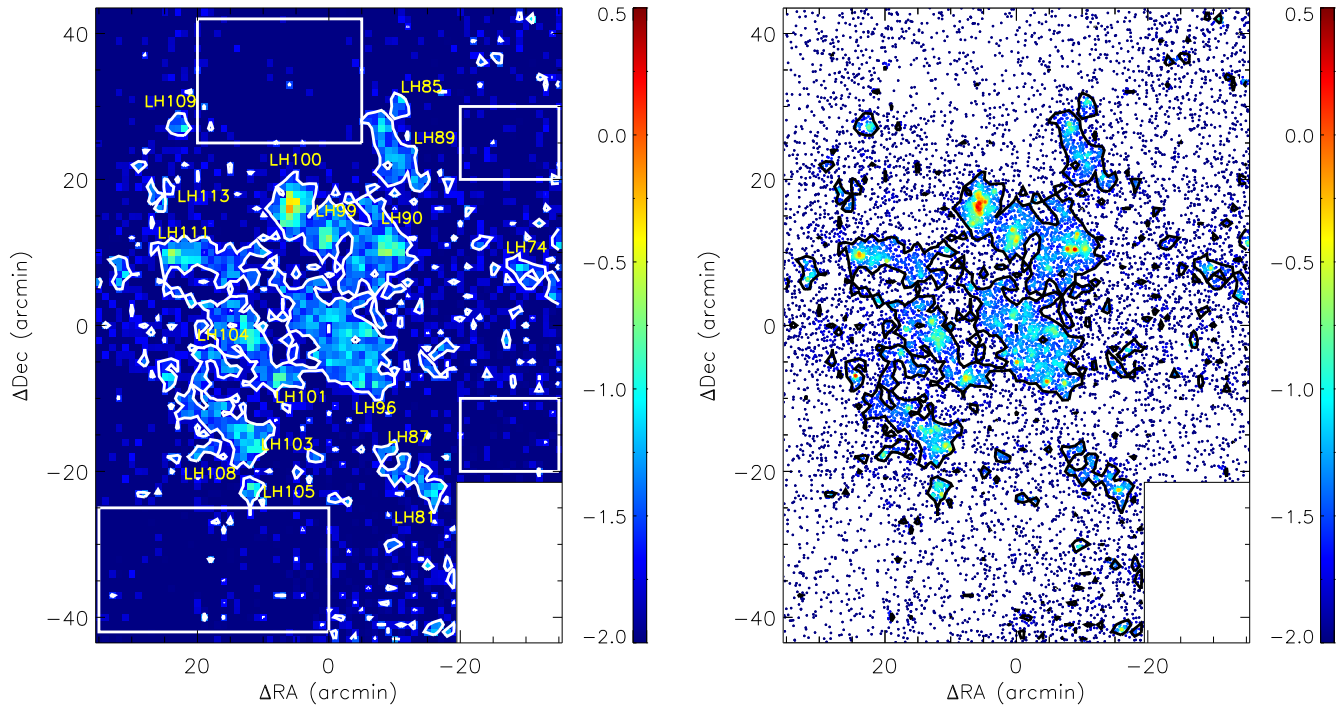 40
20
0
−20
−40
ΔDec (arcmin)
20
0
−20
ΔRA (arcmin)
LH85
LH109
LH89
LH100
LH113
LH99
LH90
LH111
LH74
LH104
LH101
LH96
LH87
LH103
LH108
LH105
LH81
0.5
0.0
−0.5
−1.0
−1.5
−2.0
40
20
0
−20
−40
ΔDec (arcmin)
20
0
−20
ΔRA (arcmin)
0.5
0.0
−0.5
−1.0
−1.5
−2.0